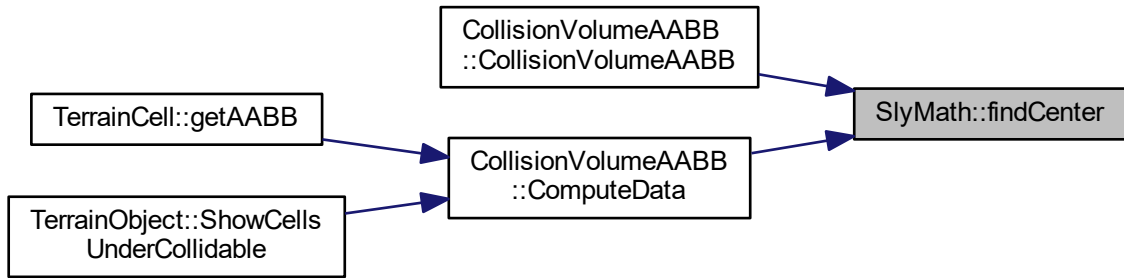 CollisionVolumeAABB
::CollisionVolumeAABB
SlyMath::findCenter
TerrainCell::getAABB
CollisionVolumeAABB
::ComputeData
TerrainObject::ShowCells
UnderCollidable